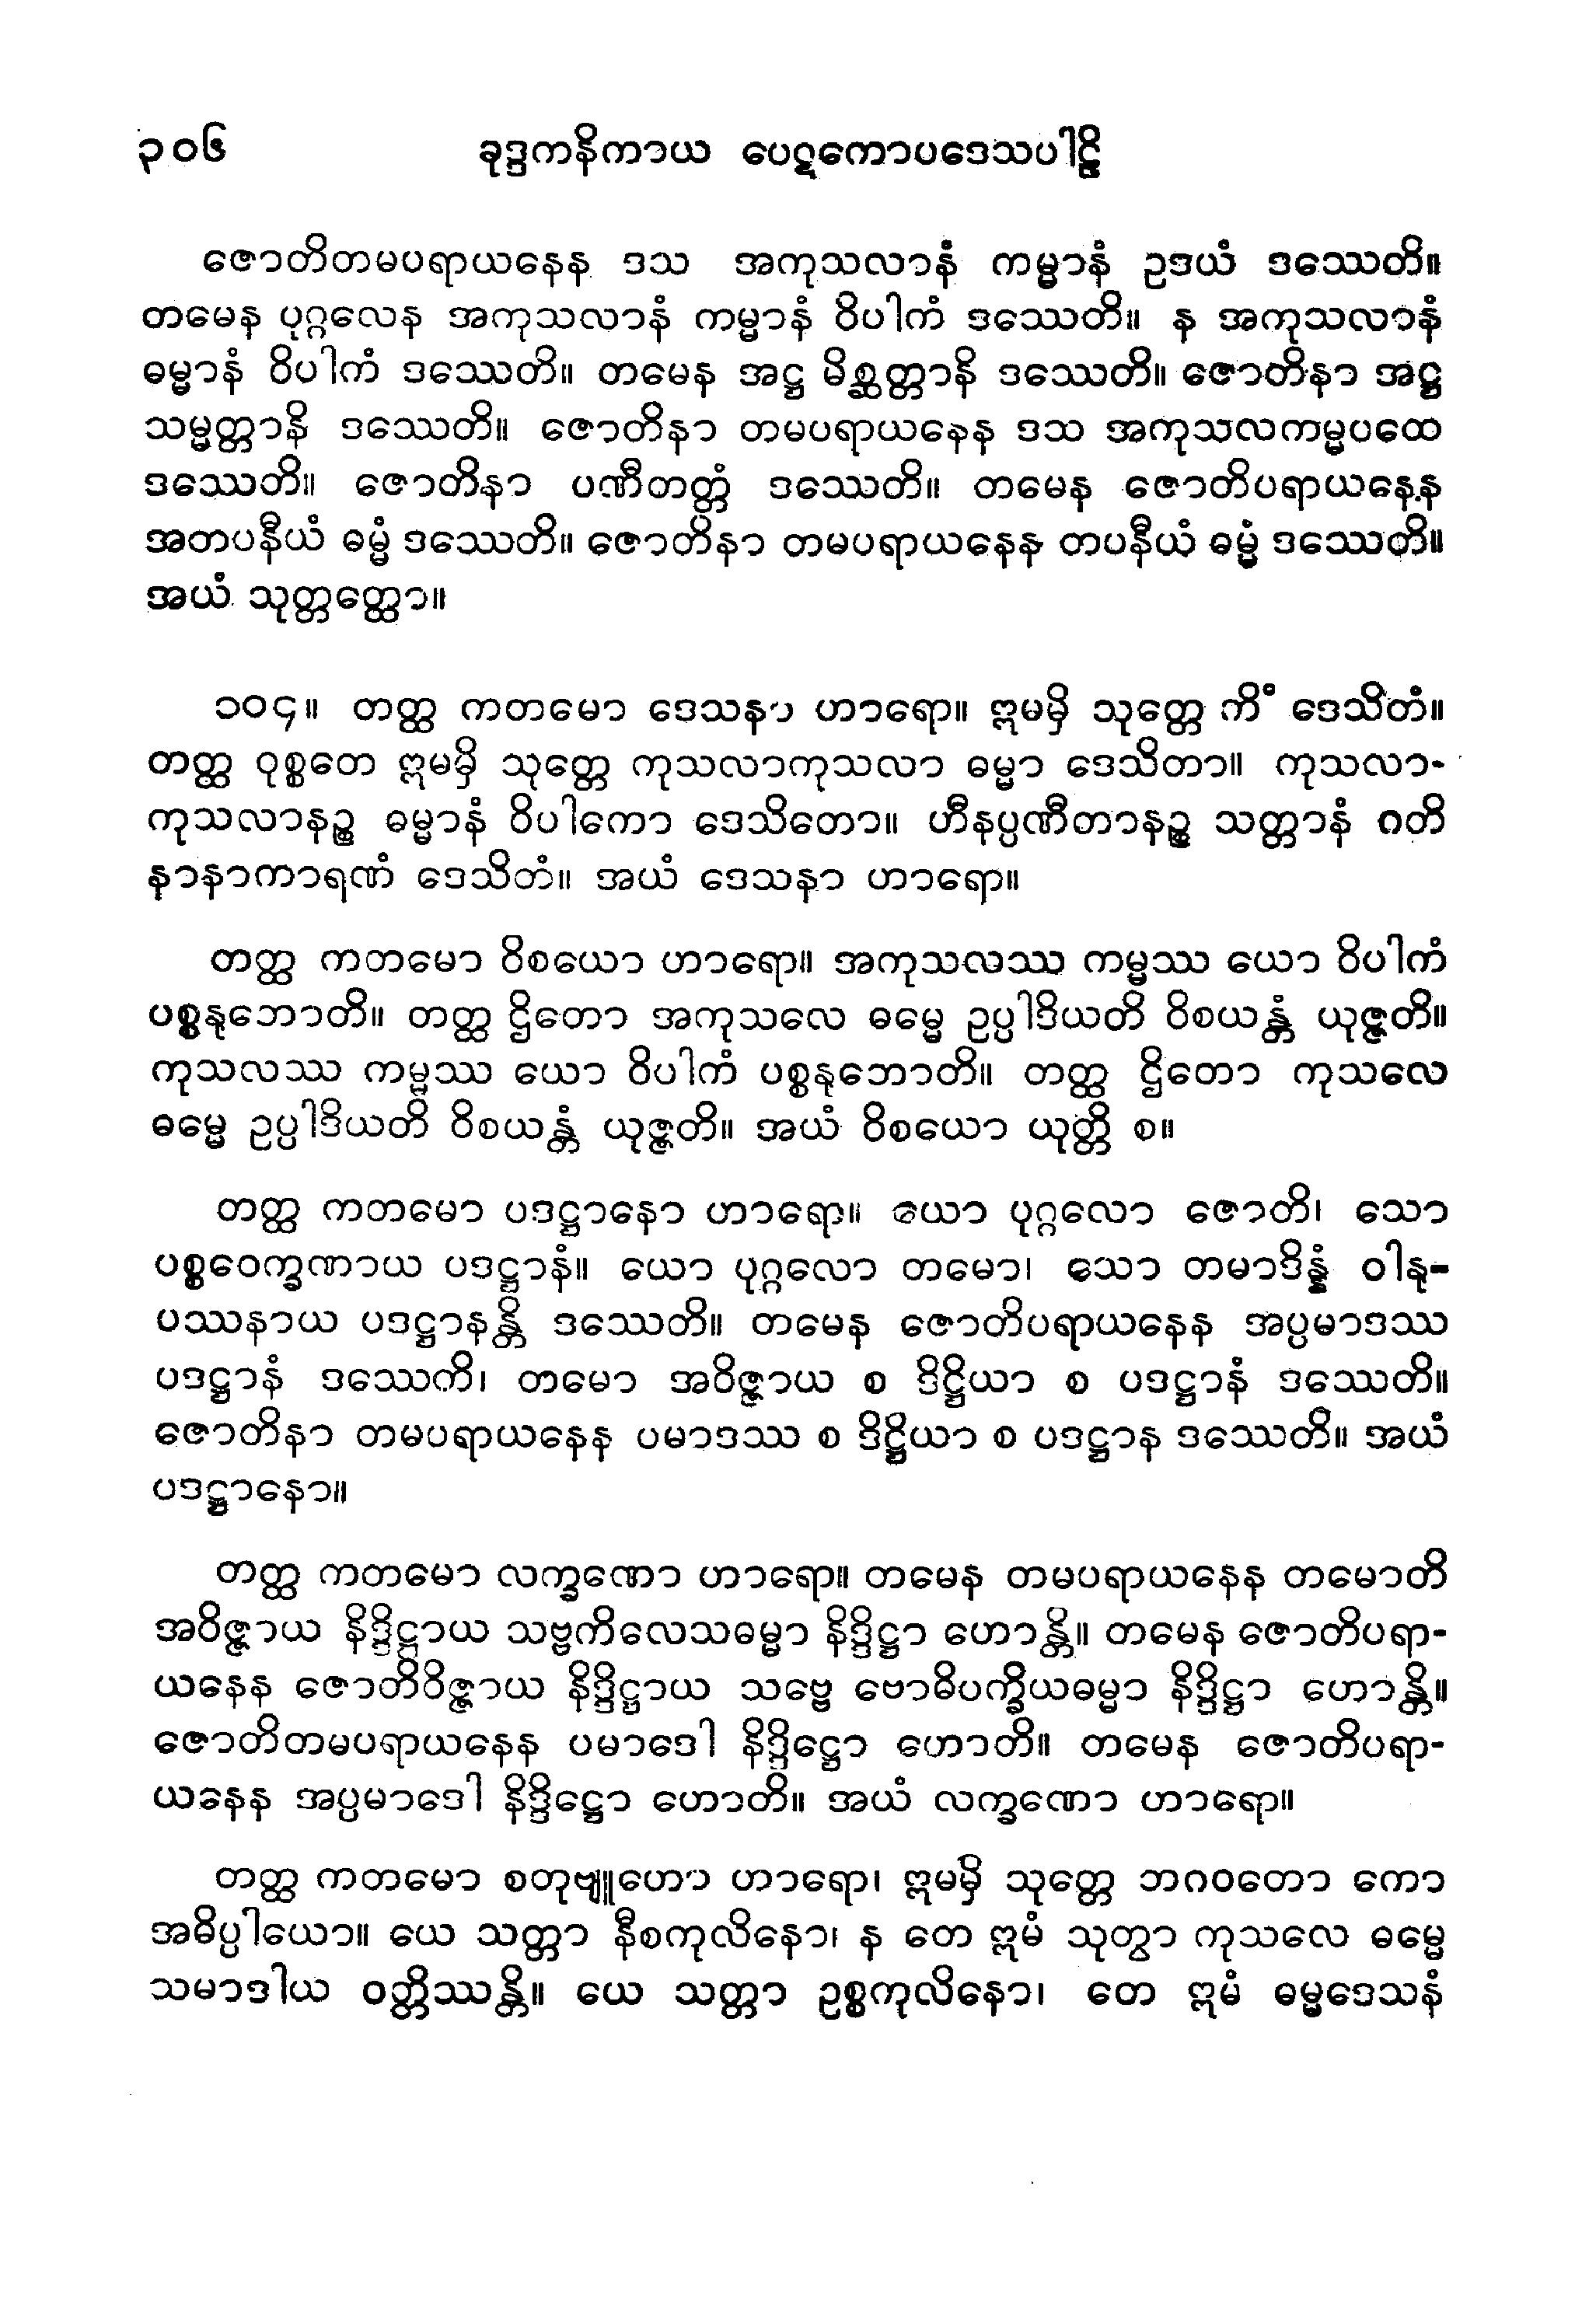 ၃၀၆ ခုဒ္ဒကနိကာယ ပေဋကောပဒေသပါဠိ
ဇောတိတမပရာယနေန ဒသ အကုသလာနံ ကမ္မာနံ ဥဒယံ ဒဿေတိ။
တမေန ပုဂ္ဂလေန အကုသလာနံ ကမ္မာနံ ဝိပါကံ ဒဿေတိ။ န အကုသလာနံ
ဓမ္မာနံ ဝိပါကံ ဒဿေတိ။ တမေန အဋ္ဌ မိစ္ဆတ္တာနိ ဒဿေတိ။ ဇောတိနာ အဋ္ဌ
သမ္မတ္တာနိ ဒဿေတိ။ ဇောတိနာ တမပရာယနေန ဒသ အကုသလကမ္မပထေ
ဒဿေတိ။ ဇောတိနာ ပဏီတတ္တံ ဒဿေတိ။ တမေန ဇောတိပရာယနေန
အတပနီယံ ဓမ္မံ ဒဿေတိ။ ဇောတိနာ တမပရာယနေန တပနီယံ ဓမ္မံ ဒဿေတိ။
အယံ သုတ္တတ္ထော။
၁၀၄။ တတ္ထ ကတမော ဒေသနာ ဟာရော။ ဣမမှိ သုတ္တေ ကိံ ဒေသိတံ။
တတ္ထ ဝုစ္စတေ ဣမမှိ သုတ္တေ ကုသလာကုသလာ ဓမ္မာ ဒေသိတာ။ ကုသလာ-
ကုသလာနဉ္စ ဓမ္မာနံ ဝိပါကော ဒေသိတော။ ဟီနပ္ပဏီတာနဉ္စ သတ္တာနံ ဂတိ
နာနာကာရဏံ ဒေသိတံ။ အယံ ဒေသနာ ဟာရော။
တတ္ထ ကတမော ဝိစယော ဟာရော။ အကုသလဿ ကမ္မဿ ယော ဝိပါကံ
ပစ္စနုဘောတိ။ တတ္ထ ဌိတော အကုသလေ ဓမ္မေ ဥပ္ပါဒိယတိ ဝိစယန္တံ ယုဇ္ဇတိ။
ကုသလဿ ကမ္မဿ ယော ဝိပါကံ ပစ္စနုဘောတိ။ တတ္ထ ဌိတော ကုသလေ
ဓမ္မေ ဥပ္ပါဒိယတိ ဝိစယန္တံ ယုဇ္ဇတိ။ အယံ ဝိစယော ယုတ္တိ စ။
တတ္ထ ကတမော ပဒဋ္ဌာနော ဟာရော။ ယော ပုဂ္ဂလော ဇောတိ၊ သော
ပစ္စဝေက္ခဏာယ ပဒဋ္ဌာနံ။ ယော ပုဂ္ဂလော တမော၊ သော တမာဒိန္နံ ဝါနု-
ပဿနာယ ပဒဋ္ဌာနန္တိ ဒဿေတိ။ တမေန ဇောတိပရာယနေန အပ္ပမာဒဿ
ပဒဋ္ဌာနံ ဒဿေတိ၊ တမော အဝိဇ္ဇာယ စ ဒိဋ္ဌိယာ စ ပဒဋ္ဌာနံ ဒဿေတိ။
ဇောတိနာ တမပရာယနေန ပမာဒဿ စ ဒိဋ္ဌိယာ စ ပဒဋ္ဌာန ဒဿေတိ။ အယံ
ပဒဋ္ဌာနော။
တတ္ထ ကတမော လက္ခဏော ဟာရော။ တမေန တမပရာယနေန တမောတိ
အဝိဇ္ဇာယ နိဒ္ဒိဋ္ဌာယ သဗ္ဗကိလေသဓမ္မာ နိဒ္ဒိဋ္ဌာ ဟောန္တိ။ တမေန ဇောတိပရာ-
ယနေန ဇောတိဝိဇ္ဇာယ နိဒ္ဒိဋ္ဌာယ သဗ္ဗေ ဗောဓိပက္ခိယဓမ္မာ နိဒ္ဒိဋ္ဌာ ဟောန္တိ။
ဇောတိတမပရာယနေန ပမာဒေါ နိဒ္ဒိဋ္ဌော ဟောတိ။ တမေန ဇောတိပရာ-
ယနေန အပ္ပမာဒေါ နိဒ္ဒိဋ္ဌော ဟောတိ။ အယံ လက္ခဏော ဟာရော။
တတ္ထ ကတမော စတုဗျူဟော ဟာရော၊ ဣမမှိ သုတ္တေ ဘဂဝတော ကော
အဓိပ္ပါယော။ ယေ သတ္တာ နီစကုလိနော၊ န တေ ဣမံ သုတွာ ကုသလေ ဓမ္မေ
သမာဒါယ ဝတ္တိဿန္တိ။ ယေ သတ္တာ ဥစ္စကုလိနော၊ တေ ဣမံ ဓမ္မဒေသနံ